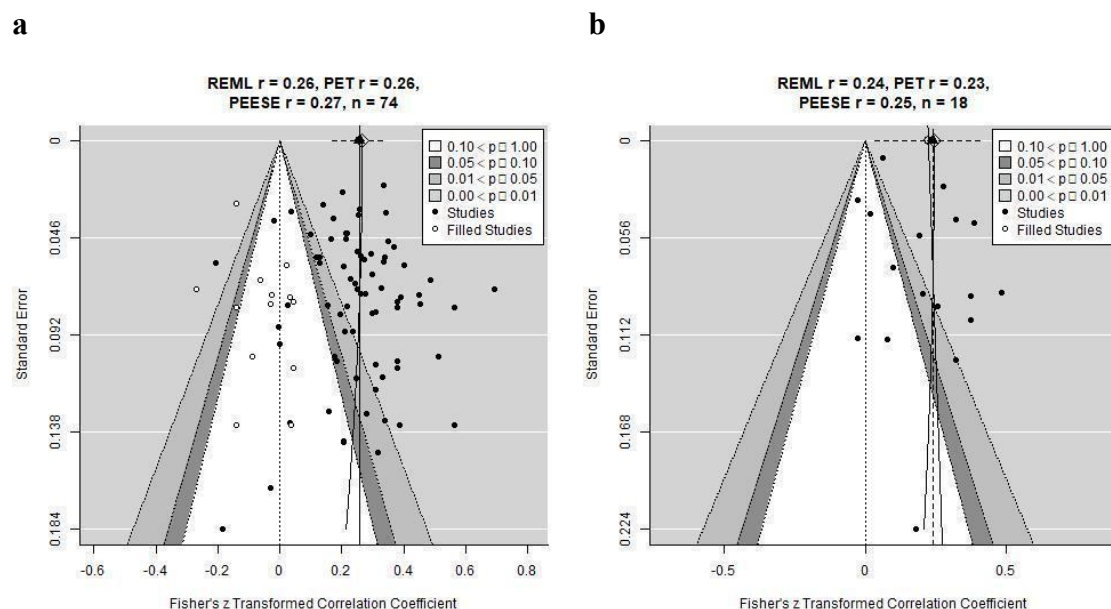 a
b
REML r = 0.26, PET r = 0.26,
PEESE r = 0.27, n = 74
0.10 < p□ 1.00
0.05 < p□ 0.10
0.01 < p□ 0.05
0.00 < p□ 0.01
Studies
Filled Studies
Standard Error
0
0.046
0.092
0.138
0.184
-0.6
-0.4
-0.2
0
0.2
0.4
0.6
0.8
Fisher's z Transformed Correlation Coefficient
REML r = 0.24, PET r = 0.23,
PEESE r = 0.25, n = 18
0.10 < p□ 1.00
0.05 < p□ 0.10
0.01 < p□ 0.05
0.00 < p□ 0.01
Studies
Filled Studies
Standard Error
0
0.056
0.112
0.168
0.224
-0.5
0
0.5
Fisher's z Transformed Correlation Coefficient